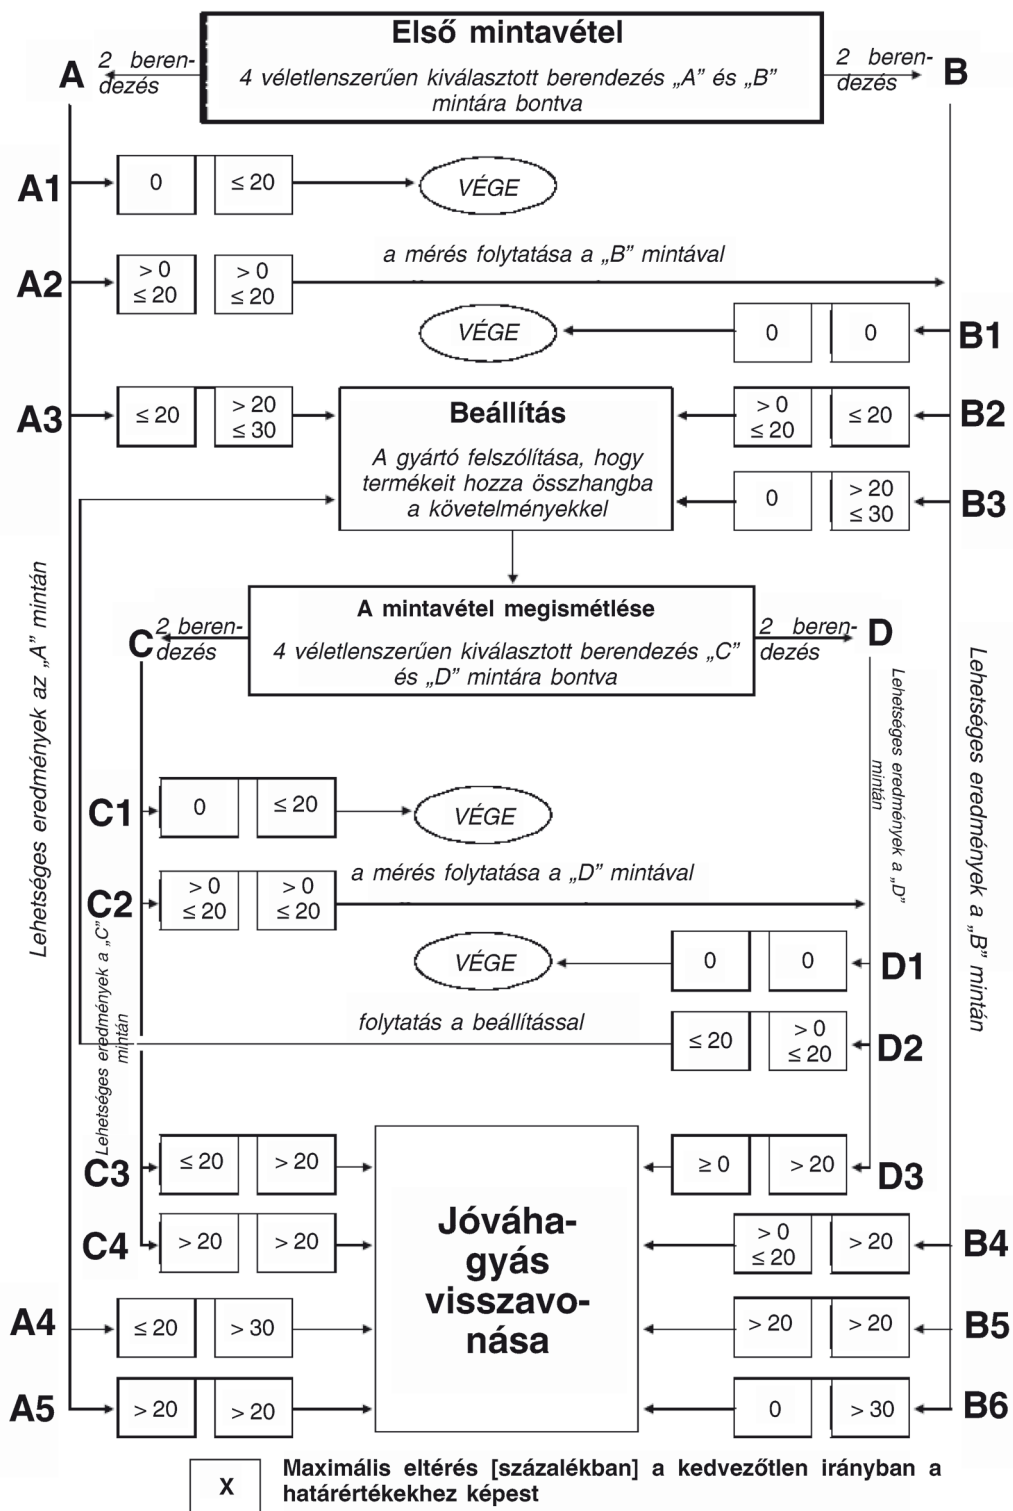 Első mintavétel
4 véletlenszerűen kiválasztott berendezés „A” és „B”
mintára bontva
A
2 beren-
dezés
2 beren-
dezés
B
A1
0
≤ 20
VÉGE
A2
> 0
≤ 20
> 0
≤ 20
a mérés folytatása a „B” mintával
VÉGE
0
0
B1
A3
≤ 20
> 20
≤ 30
Beállítás
A gyártó felszólítása, hogy
termékeit hozza összhangba
a követelményekkel
> 0
≤ 20
≤ 20
B2
0
> 20
≤ 30
B3
Lehetséges eredmények az „A” mintán
A mintavétel megismétlése
4 véletlenszerűen kiválasztott berendezés „C”
és „D” mintára bontva
C
2 beren-
dezés
2 beren-
dezés
D
Lehetséges eredmények a „D”
mintán
Lehetséges eredmények a „B” mintán
C1
0
≤ 20
VÉGE
C2
> 0
≤ 20
> 0
≤ 20
a mérés folytatása a „D” mintával
Lehetséges eredmények a „C”
mintán
VÉGE
0
0
D1
folytatás a beállítással
≤ 20
> 0
≤ 20
D2
C3
≤ 20
> 20
Jóváha-
gyás
visszavo-
nása
≥ 0
> 20
D3
C4
> 20
> 20
> 0
≤ 20
> 20
B4
A4
≤ 20
> 30
> 20
> 20
B5
A5
> 20
> 20
0
> 30
B6
X
Maximális eltérés [százalékban] a kedvezőtlen irányban a
határértékekhez képest